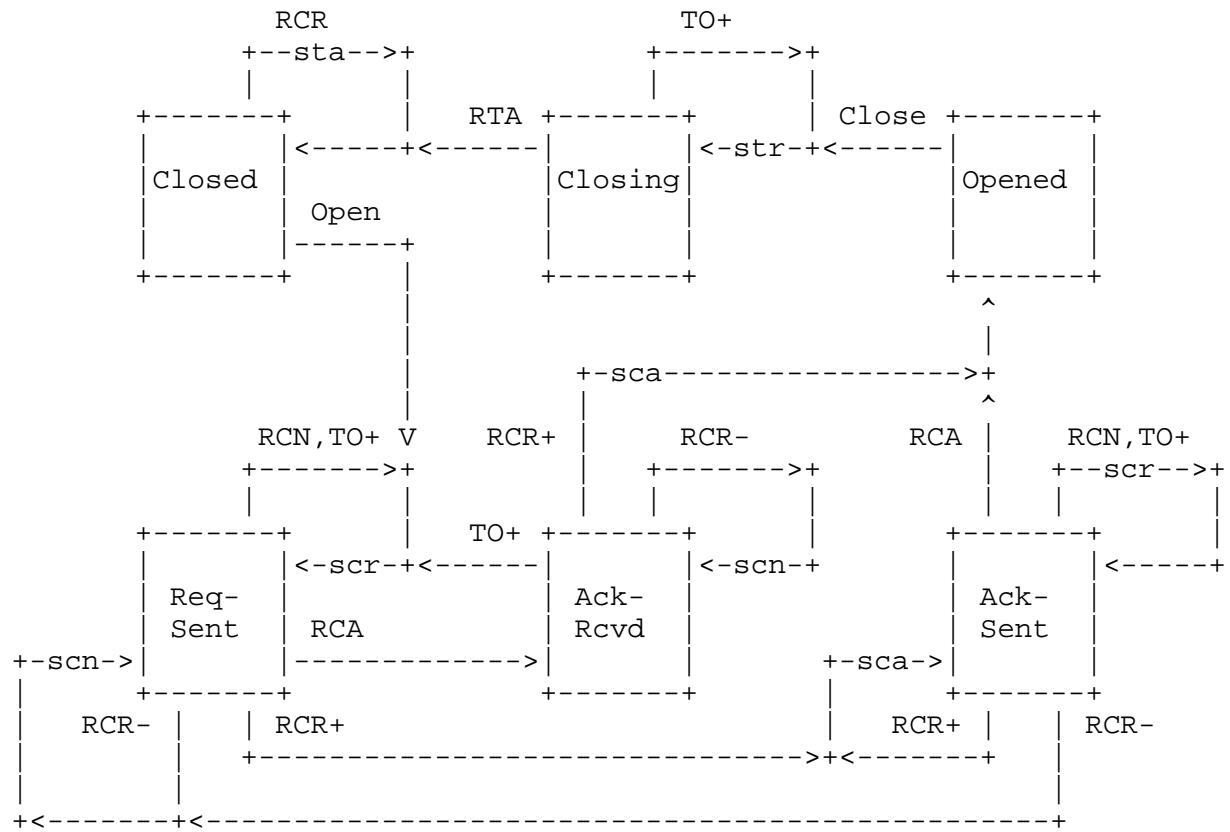 RCR TO+
sta
RTA Close
str
Closed Closing Opened
Open
sca
RCN,TO+ V RCR+ RCR- RCA RCN,TO+
scr
TO+
scr scn
Req- Ack- Ack-
Sent RCA Rcvd Sent
scn sca
RCR- RCR+ RCR+ RCR-